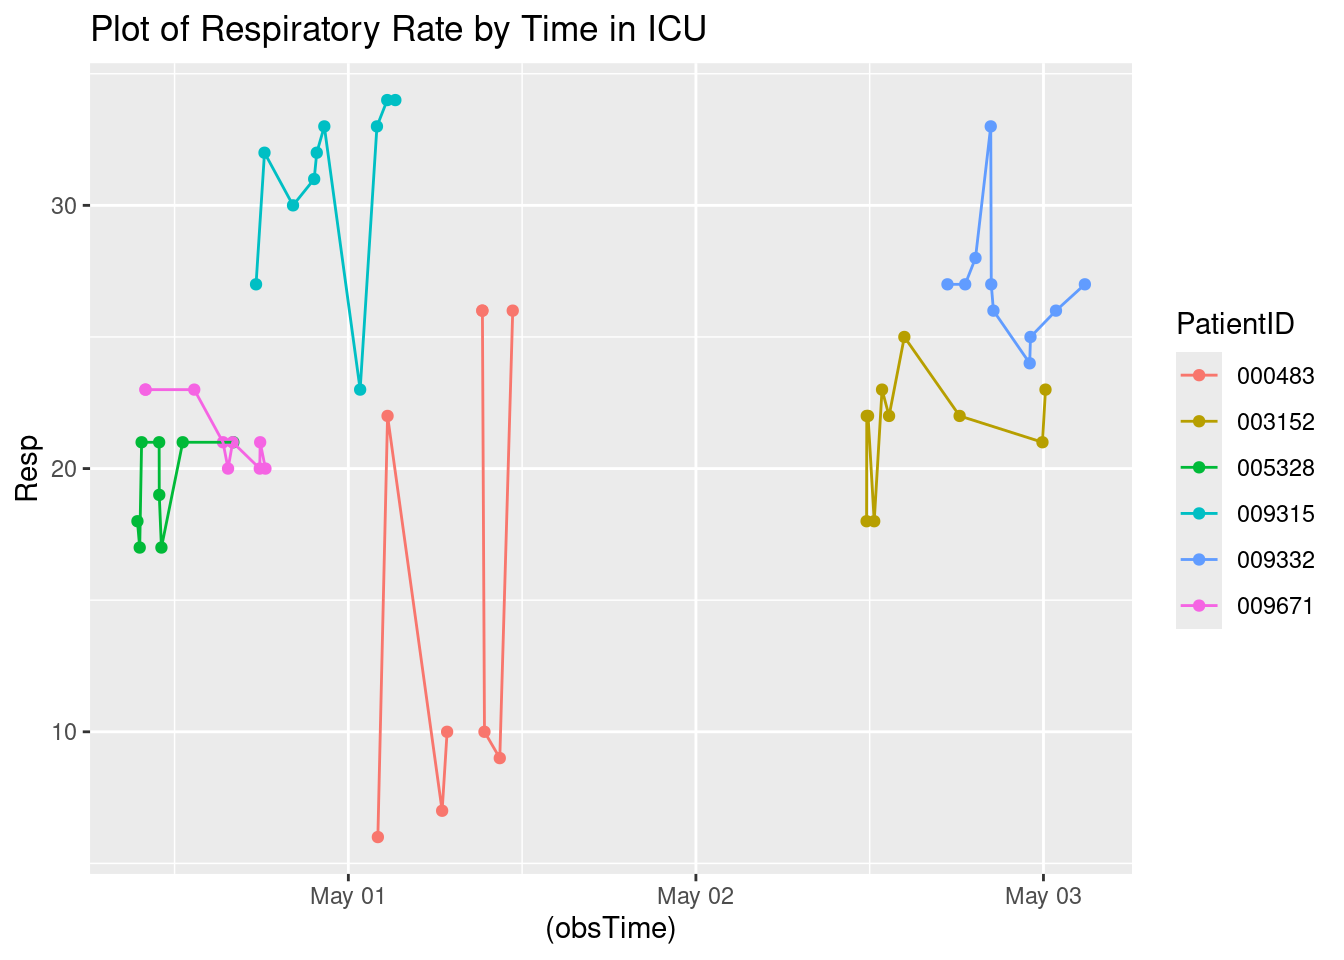 Plot of Respiratory Rate by Time in ICU
Resp
30
20
10
May 01
May 02
May 03
(obsTime)
PatientID
000483
003152
005328
009315
009332
009671